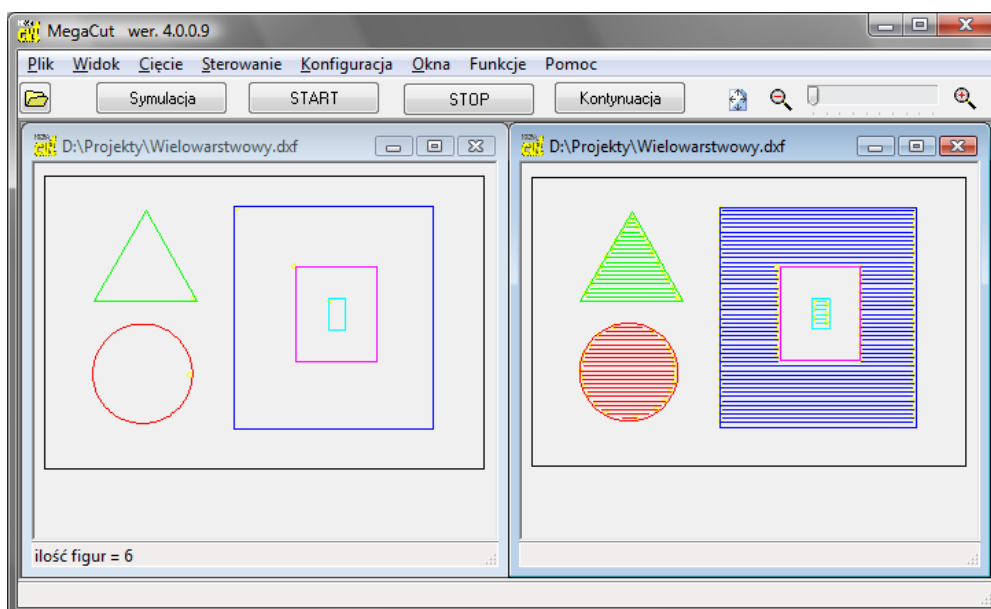 MegaCut wer. 4.0.0.9
Plik Widok Cięcie Sterowanie Konfiguracja Okna Funkcje Pomoc
Symulacja START STOP Kontynuacja
D:\Projekty\Wielowarstwowy.dxf
D:\Projekty\Wielowarstwowy.dxf
ilość figur = 6